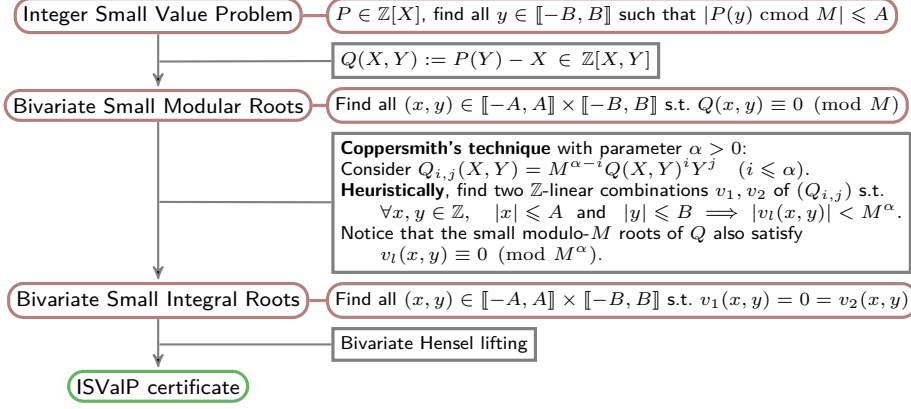 Integer Small Value Problem
P ∈ ℤ[X], find all y ∈ ⟦−B, B⟧ such that |P(y) cmod M| ⩽ A
Q(X, Y) := P(Y) − X ∈ ℤ[X, Y]
Bivariate Small Modular Roots
Find all (x, y) ∈ ⟦−A, A⟧ × ⟦−B, B⟧ s.t. Q(x, y) ≡ 0 (mod M)
Coppersmith's technique with parameter α > 0:
Consider Q_{i,j}(X, Y) = M^{α−i}Q(X, Y)^i Y^j (i ⩽ α).
Heuristically, find two ℤ-linear combinations v_1, v_2 of (Q_{i,j}) s.t.
∀x, y ∈ ℤ, |x| ⩽ A and |y| ⩽ B ⟹ |v_l(x, y)| < M^α.
Notice that the small modulo-M roots of Q also satisfy
v_l(x, y) ≡ 0 (mod M^α).
Bivariate Small Integral Roots
Find all (x, y) ∈ ⟦−A, A⟧ × ⟦−B, B⟧ s.t. v_1(x, y) = 0 = v_2(x, y)
Bivariate Hensel lifting
ISValP certificate